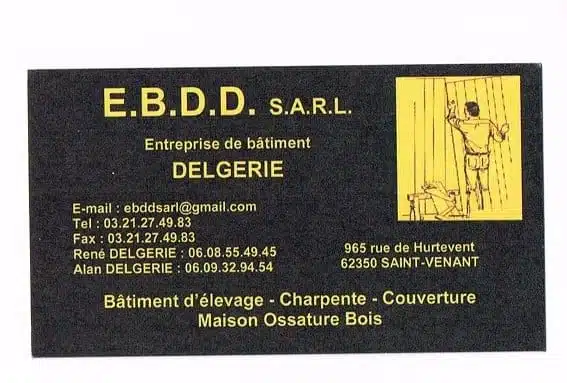 E.B.D.D. S.A.R.L.
Entreprise de bâtiment
DELGERIE
E-mail : ebddsarl@gmail.com
Tel : 03.21.27.49.83
Fax : 03.21.27.49.83
René DELGERIE : 06.08.55.49.45
Alan DELGERIE : 06.09.32.94.54
965 rue de Hurtevent
62350 SAINT-VENANT
Bâtiment d'élevage - Charpente - Couverture
Maison Ossature Bois